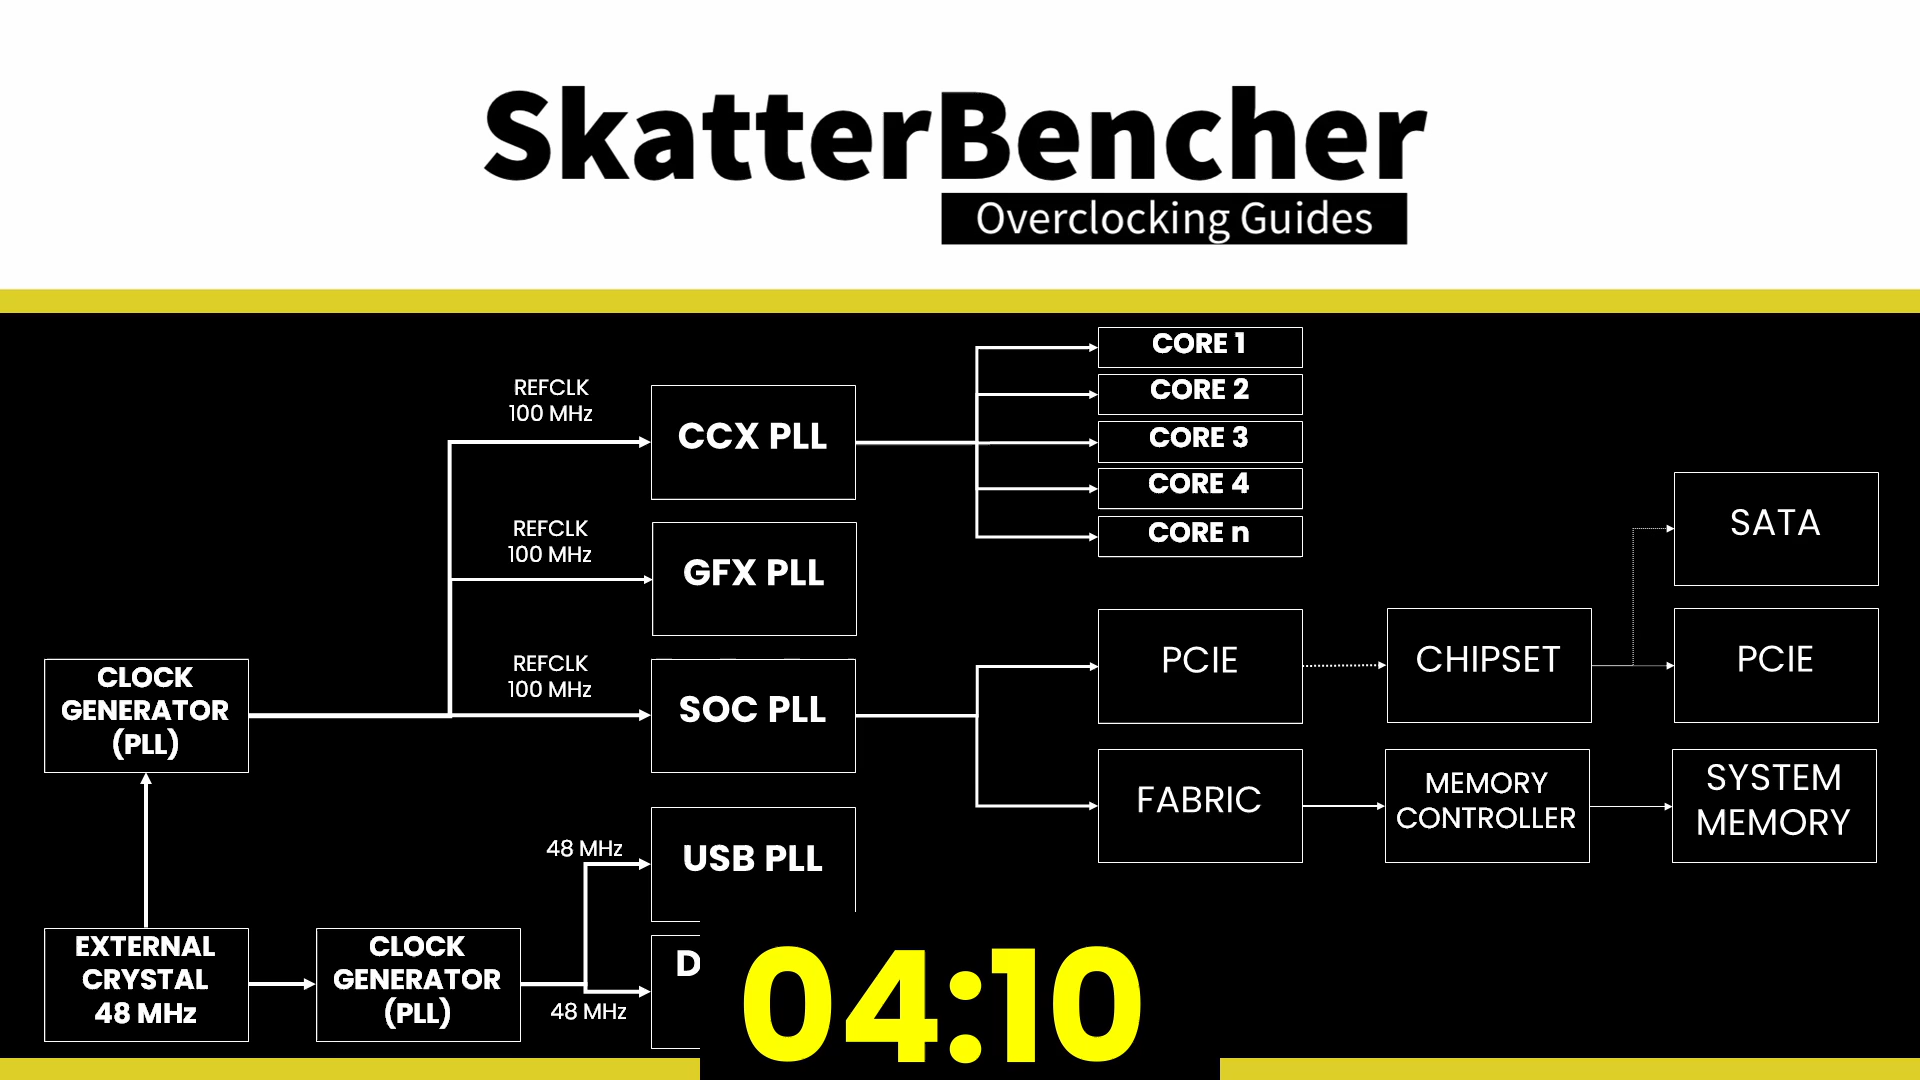 SkatterBencher
Overclocking Guides
REFCLK
100 MHz
CCX PLL
CORE 1
CORE 2
CORE 3
CORE 4
CORE n
REFCLK
100 MHz
GFX PLL
SATA
CLOCK
GENERATOR
(PLL)
REFCLK
100 MHz
SOC PLL
PCIE
CHIPSET
PCIE
FABRIC
MEMORY
CONTROLLER
SYSTEM
MEMORY
48 MHz
USB PLL
EXTERNAL
CRYSTAL
48 MHz
CLOCK
GENERATOR
(PLL)
48 MHz
04:10